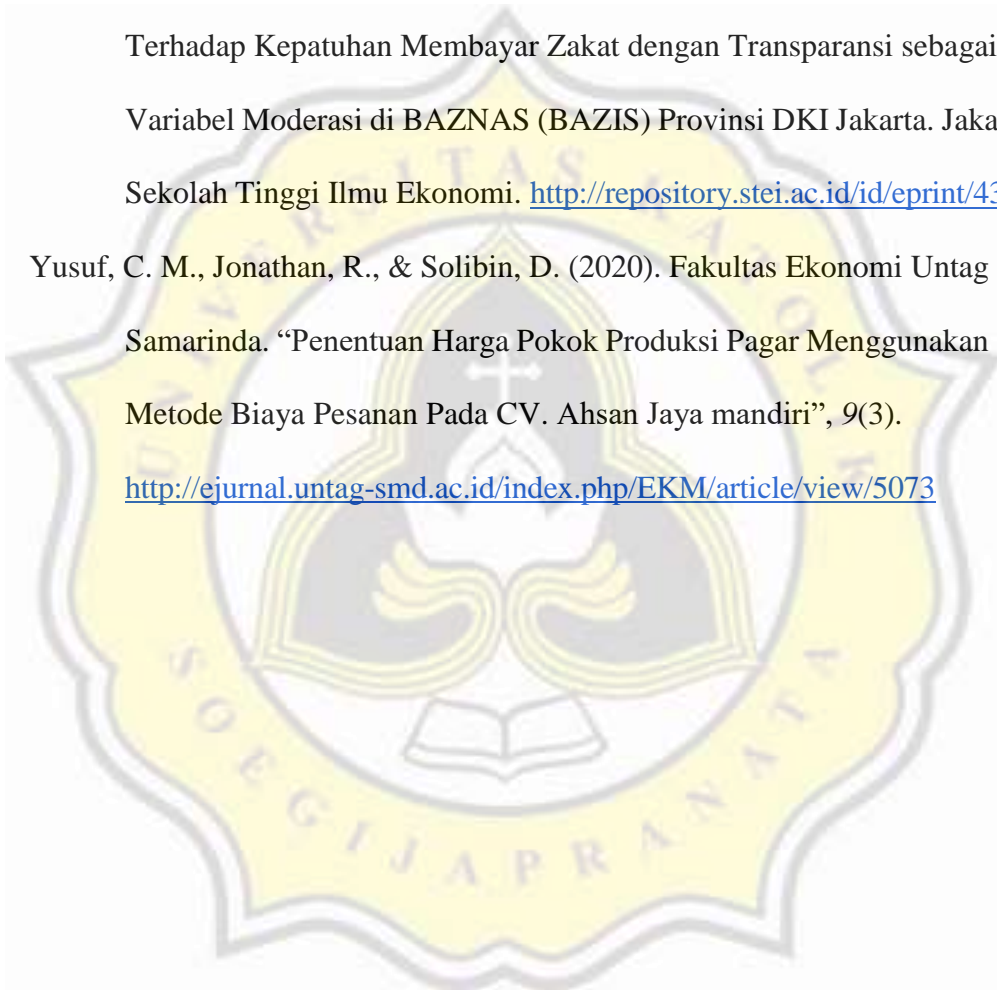 Terhadap Kepatuhan Membayar Zakat dengan Transparansi sebagai
Variabel Moderasi di BAZNAS (BAZIS) Provinsi DKI Jakarta. Jaka
Sekolah Tinggi Ilmu Ekonomi. http://repository.stei.ac.id/id/eprint/43
Yusuf, C. M., Jonathan, R., & Solibin, D. (2020). Fakultas Ekonomi Untag
Samarinda. “Penentuan Harga Pokok Produksi Pagar Menggunakan
Metode Biaya Pesanan Pada CV. Ahsan Jaya mandiri”, 9(3).
http://ejurnal.untag-smd.ac.id/index.php/EKM/article/view/5073
UNIVERSITAS KATOLIK
SOEGIJAPRANATA